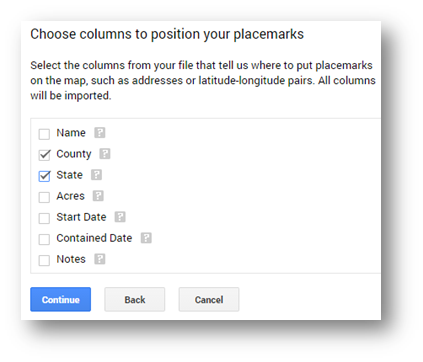 Choose columns to position your placemarks
Select the columns from your file that tell us where to put placemarks
on the map, such as addresses or latitude-longitude pairs. All columns
will be imported.
Name ?
County ?
State ?
Acres ?
Start Date ?
Contained Date ?
Notes ?
Continue Back Cancel